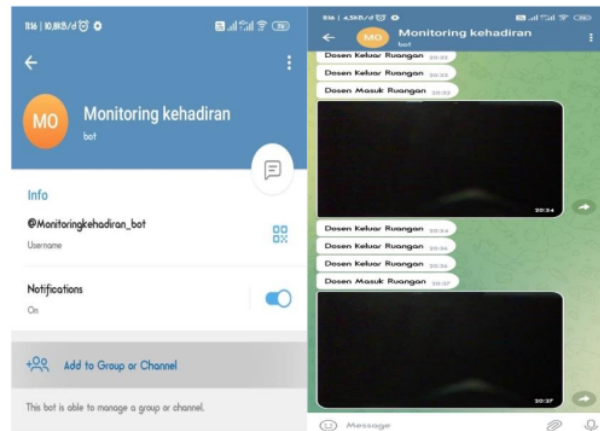 11:16 | 10,8KB/d
76
MO
Monitoring kehadiran
bot
Info
@Monitoringkehadiran_bot
Username
Notifications
On
Add to Group or Channel
This bot is able to manage a group or channel.
11:16 | 4,5KB/d
MO
Monitoring kehadiran
bot
Dosen Keluar Ruangan
Dosen Keluar Ruangan 20:33
Dosen Masuk Ruangan 20:33
20:34
Dosen Keluar Ruangan 20:34
Dosen Keluar Ruangan 20:36
Dosen Keluar Ruangan 20:36
Dosen Masuk Ruangan 20:37
20:37
Message